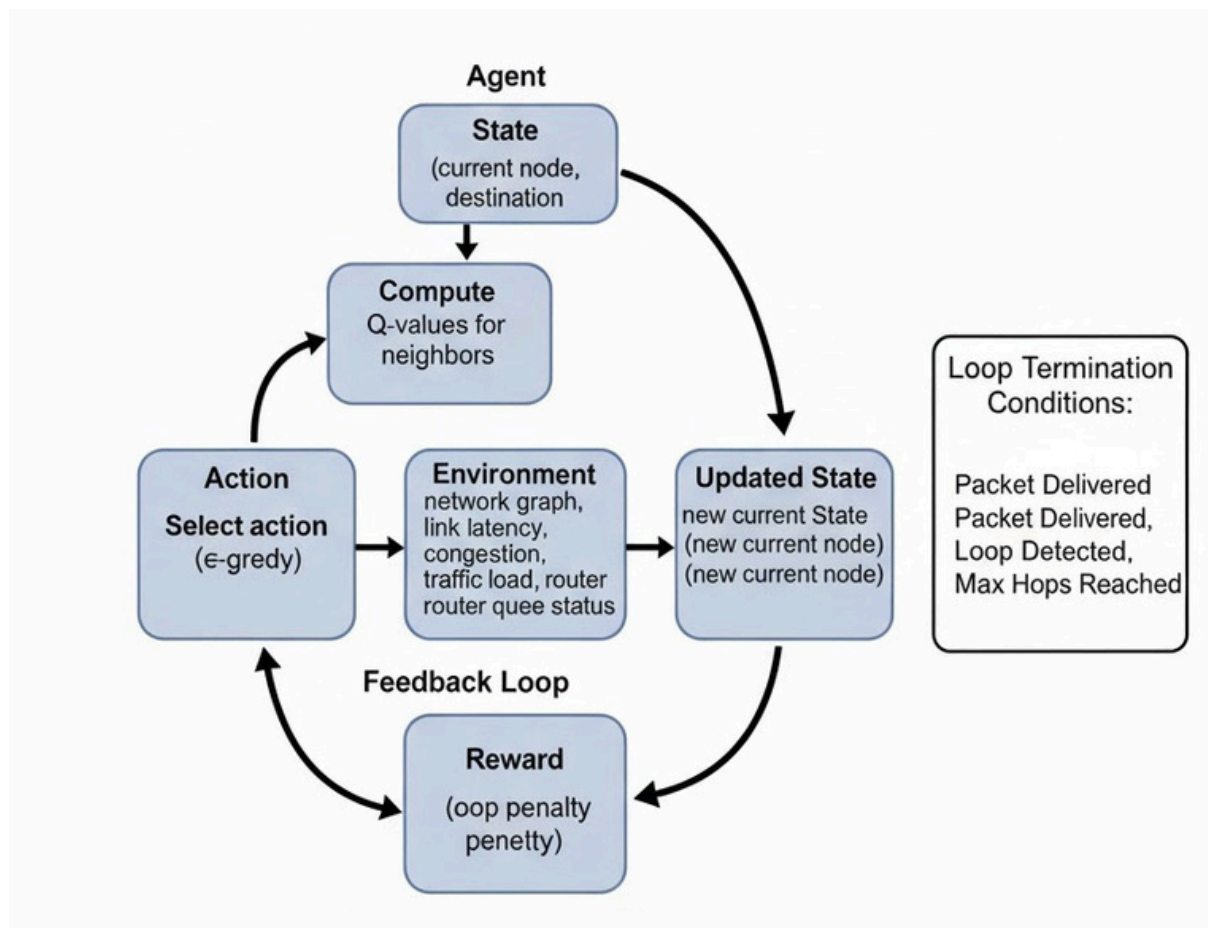 Agent
State
(current node,
destination
Compute
Q-values for
neighbors
Action
Select action
(ϵ-gredy)
Environment
network graph,
link latency,
congestion,
traffic load, router
router quee status
Updated State
new current State
(new current node)
(new current node)
Loop Termination
Conditions:
Packet Delivered
Packet Delivered,
Loop Detected,
Max Hops Reached
Feedback Loop
Reward
(oop penalty
penetty)